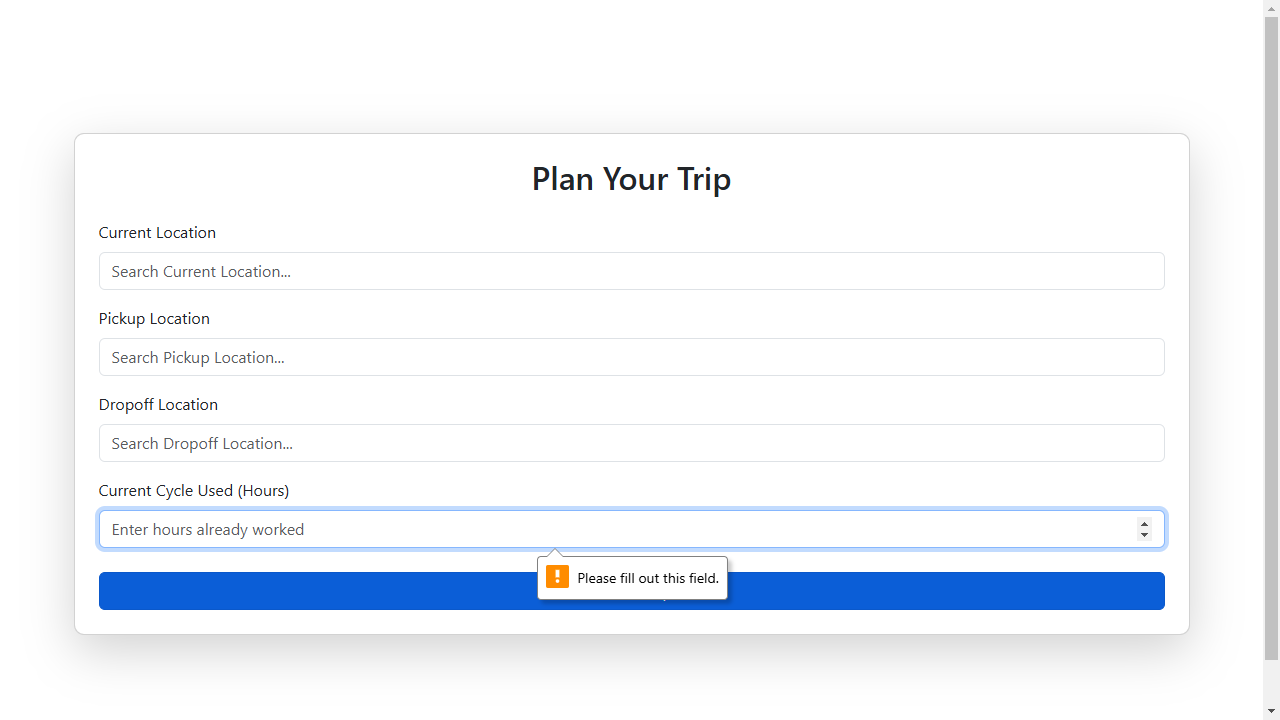 Plan Your Trip
Current Location
Search Current Location...
Pickup Location
Search Pickup Location...
Dropoff Location
Search Dropoff Location...
Current Cycle Used (Hours)
Enter hours already worked
Please fill out this field.